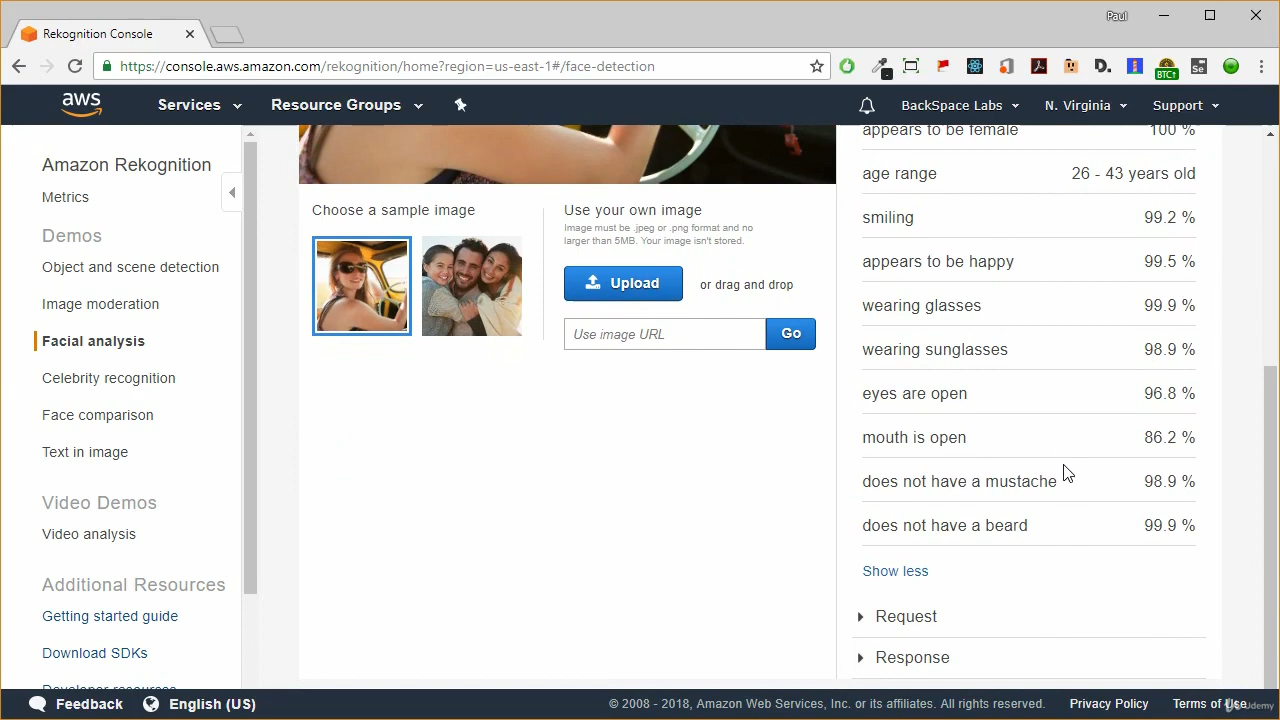 Rekognition Console
Paul
https://console.aws.amazon.com/rekognition/home?region=us-east-1#/face-detection
D.
BTC↑
Se
aws
Services
Resource Groups
BackSpace Labs
N. Virginia
Support
Amazon Rekognition
Metrics
Demos
Object and scene detection
Image moderation
Facial analysis
Celebrity recognition
Face comparison
Text in image
Video Demos
Video analysis
Additional Resources
Getting started guide
Download SDKs
Developer resources
Choose a sample image
Use your own image
Image must be .jpeg or .png format and no
larger than 5MB. Your image isn't stored.
Upload
or drag and drop
Use image URL
Go
appears to be female 100 %
age range 26 - 43 years old
smiling 99.2 %
appears to be happy 99.5 %
wearing glasses 99.9 %
wearing sunglasses 98.9 %
eyes are open 96.8 %
mouth is open 86.2 %
does not have a mustache 98.9 %
does not have a beard 99.9 %
Show less
Request
Response
Feedback
English (US)
© 2008 - 2018, Amazon Web Services, Inc. or its affiliates. All rights reserved.
Privacy Policy
Terms of Use
Udemy